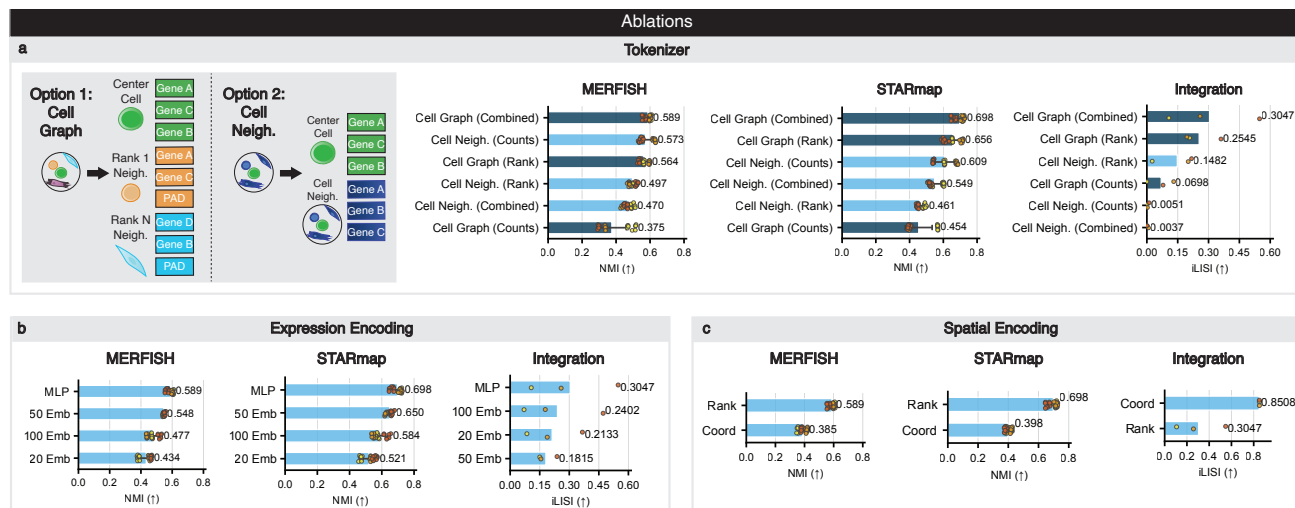 Ablations
a
Tokenizer
Option 1:
Cell
Graph
Center
Cell
Gene A
Gene C
Gene B
Rank 1
Neigh.
Gene A
Gene C
PAD
Rank N
Neigh.
Gene D
Gene B
PAD
Option 2:
Cell
Neigh.
Center
Cell
Gene A
Gene C
Gene B
Cell
Neigh.
Gene A
Gene B
Gene C
MERFISH
Cell Graph (Combined) 0.589
Cell Neigh. (Counts) 0.573
Cell Graph (Rank) 0.564
Cell Neigh. (Rank) 0.497
Cell Neigh. (Combined) 0.470
Cell Graph (Counts) 0.375
0.0 0.2 0.4 0.6 0.8
NMI (↑)
STARmap
Cell Graph (Combined) 0.698
Cell Graph (Rank) 0.656
Cell Neigh. (Counts) 0.609
Cell Neigh. (Combined) 0.549
Cell Neigh. (Rank) 0.461
Cell Graph (Counts) 0.454
0.0 0.2 0.4 0.6 0.8
NMI (↑)
Integration
Cell Graph (Combined) 0.3047
Cell Graph (Rank) 0.2545
Cell Neigh. (Rank) 0.1482
Cell Graph (Counts) 0.0698
Cell Neigh. (Counts) 0.0051
Cell Neigh. (Combined) 0.0037
0.00 0.15 0.30 0.45 0.60
iLISI (↑)
b
Expression Encoding
MERFISH
MLP 0.589
50 Emb 0.548
100 Emb 0.477
20 Emb 0.434
0.0 0.2 0.4 0.6 0.8
NMI (↑)
STARmap
MLP 0.698
50 Emb 0.650
100 Emb 0.584
20 Emb 0.521
0.0 0.2 0.4 0.6 0.8
NMI (↑)
Integration
MLP 0.3047
100 Emb 0.2402
20 Emb 0.2133
50 Emb 0.1815
0.00 0.15 0.30 0.45 0.60
iLISI (↑)
c
Spatial Encoding
MERFISH
Rank 0.589
Coord 0.385
0.0 0.2 0.4 0.6 0.8
NMI (↑)
STARmap
Rank 0.698
Coord 0.398
0.0 0.2 0.4 0.6 0.8
NMI (↑)
Integration
Coord 0.8508
Rank 0.3047
0.0 0.2 0.4 0.6 0.8
iLISI (↑)